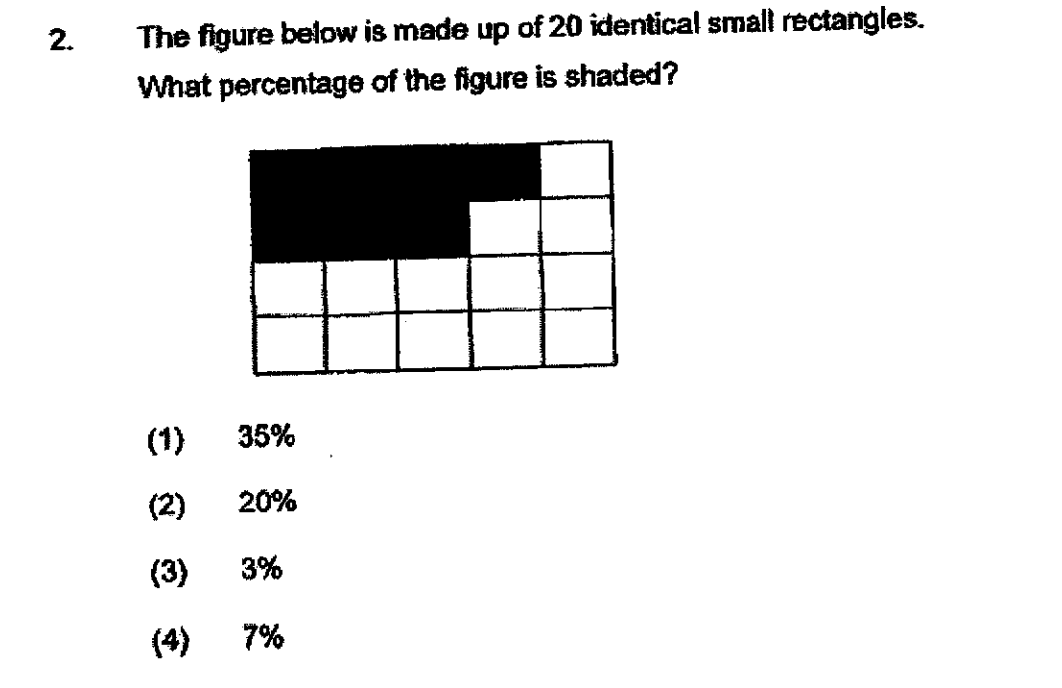 2. The figure below is made up of 20 identical small rectangles.
What percentage of the figure is shaded?
(1) 35%
(2) 20%
(3) 3%
(4) 7%